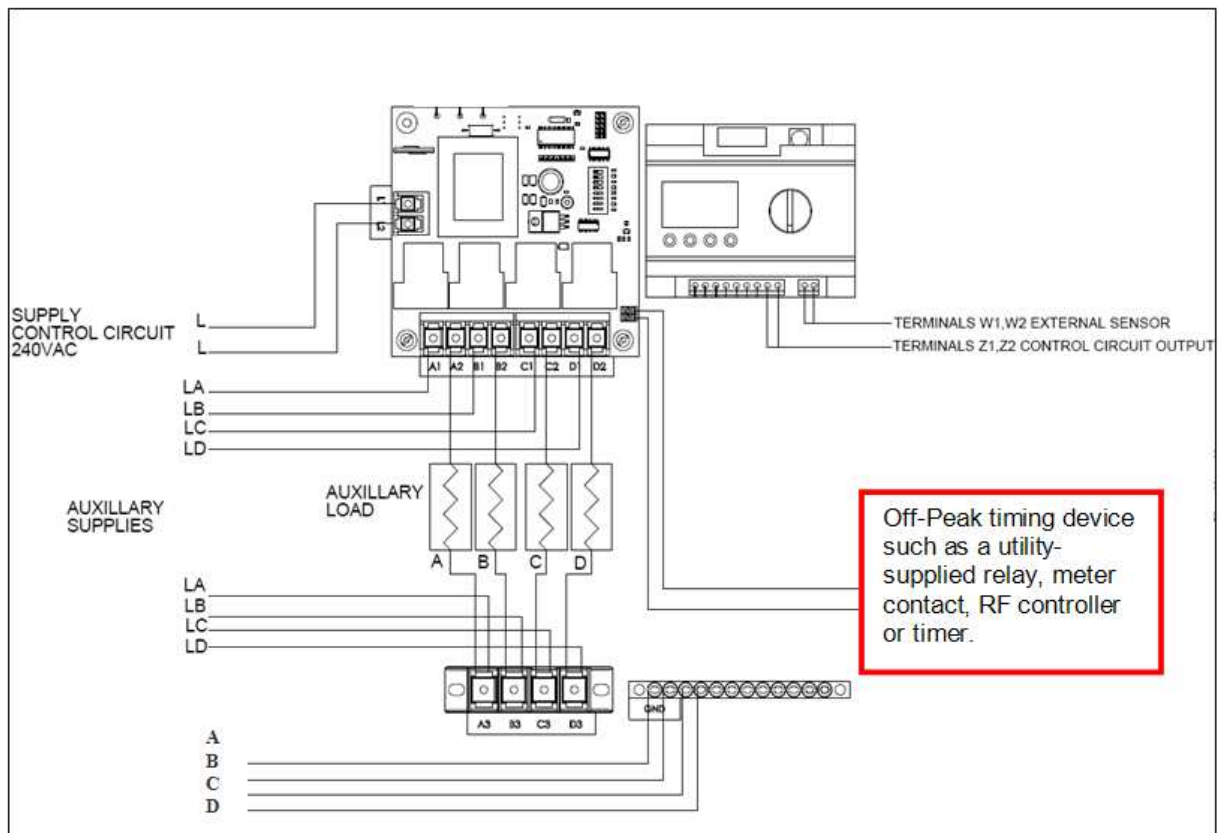 L1
L2
SUPPLY
CONTROL CIRCUIT
240VAC
L
L
A1 A2 B1 B2 C1 C2 D1 D2
TERMINALS W1,W2 EXTERNAL SENSOR
TERMINALS Z1,Z2 CONTROL CIRCUIT OUTPUT
LA
LB
LC
LD
AUXILLARY
SUPPLIES
AUXILLARY
LOAD
A B C D
Off-Peak timing device
such as a utility-
supplied relay, meter
contact, RF controller
or timer.
LA
LB
LC
LD
A3 B3 C3 D3
GND
A
B
C
D